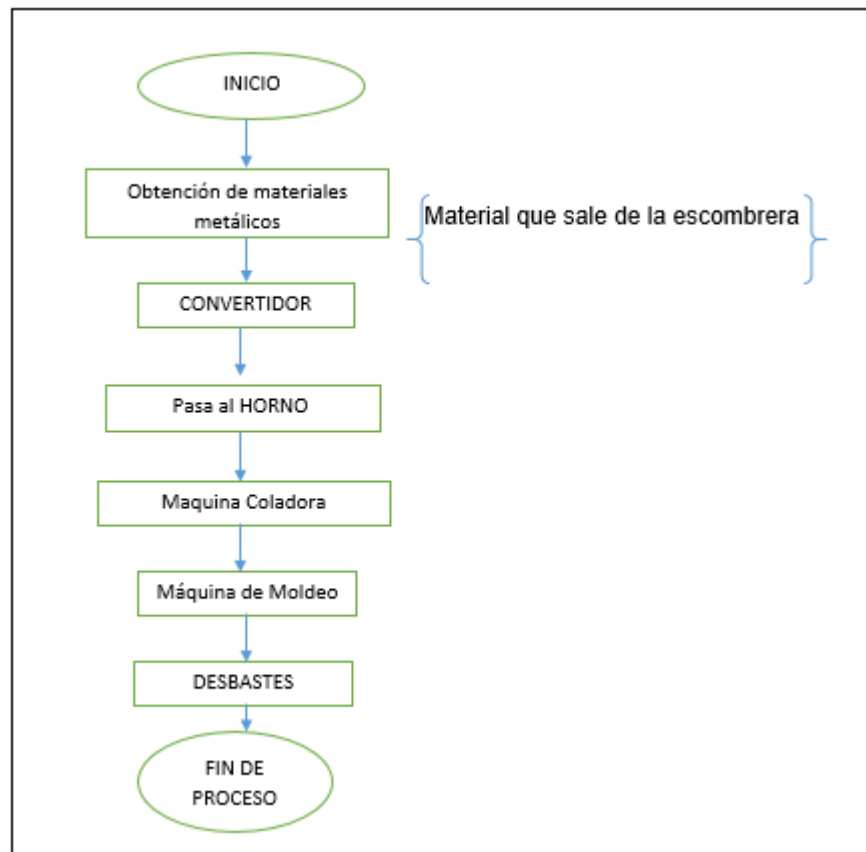 INICIO
Obtención de materiales
metálicos
Material que sale de la escombrera
CONVERTIDOR
Pasa al HORNO
Maquina Coladora
Máquina de Moldeo
DESBASTES
FIN DE
PROCESO